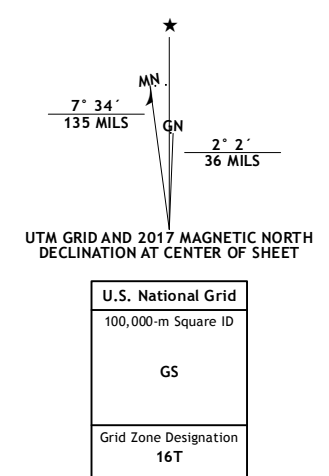 MN
7° 34´
135 MILS
GN
2° 2´
36 MILS
UTM GRID AND 2017 MAGNETIC NORTH
DECLINATION AT CENTER OF SHEET
U.S. National Grid
100,000-m Square ID
GS
Grid Zone Designation
16T